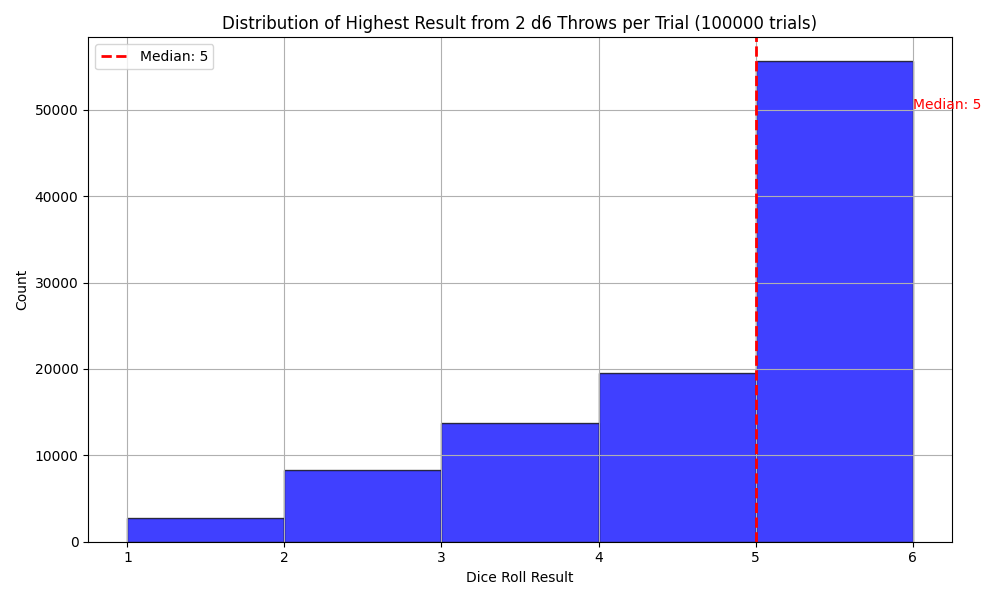 Distribution of Highest Result from 2 d6 Throws per Trial (100000 trials)
Median: 5
Median: 5
50000
40000
30000
20000
10000
0
Count
1 2 3 4 5 6
Dice Roll Result